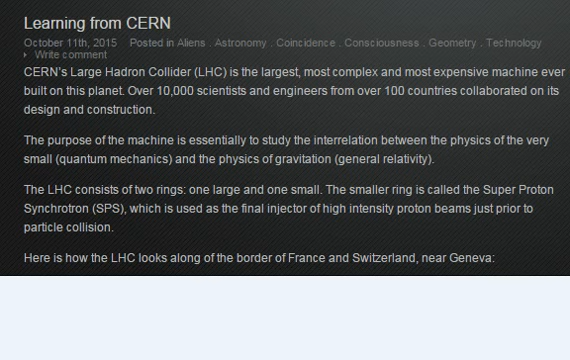 Learning from CERN
October 11th, 2015 Posted in Aliens . Astronomy . Coincidence . Consciousness . Geometry . Technology
Write comment
CERN's Large Hadron Collider (LHC) is the largest, most complex and most expensive machine ever
built on this planet. Over 10,000 scientists and engineers from over 100 countries collaborated on its
design and construction.
The purpose of the machine is essentially to study the interrelation between the physics of the very
small (quantum mechanics) and the physics of gravitation (general relativity).
The LHC consists of two rings: one large and one small. The smaller ring is called the Super Proton
Synchrotron (SPS), which is used as the final injector of high intensity proton beams just prior to
particle collision.
Here is how the LHC looks along of the border of France and Switzerland, near Geneva: